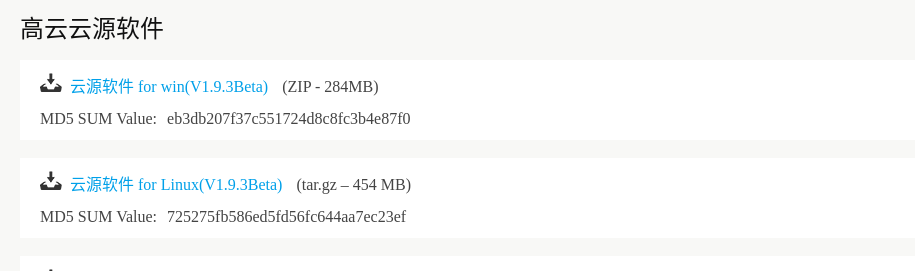 高云云源软件
云源软件 for win(V1.9.3Beta) (ZIP - 284MB)
MD5 SUM Value: eb3db207f37c551724d8c8fc3b4e87f0
云源软件 for Linux(V1.9.3Beta) (tar.gz – 454 MB)
MD5 SUM Value: 725275fb586ed5fd56fc644aa7ec23ef